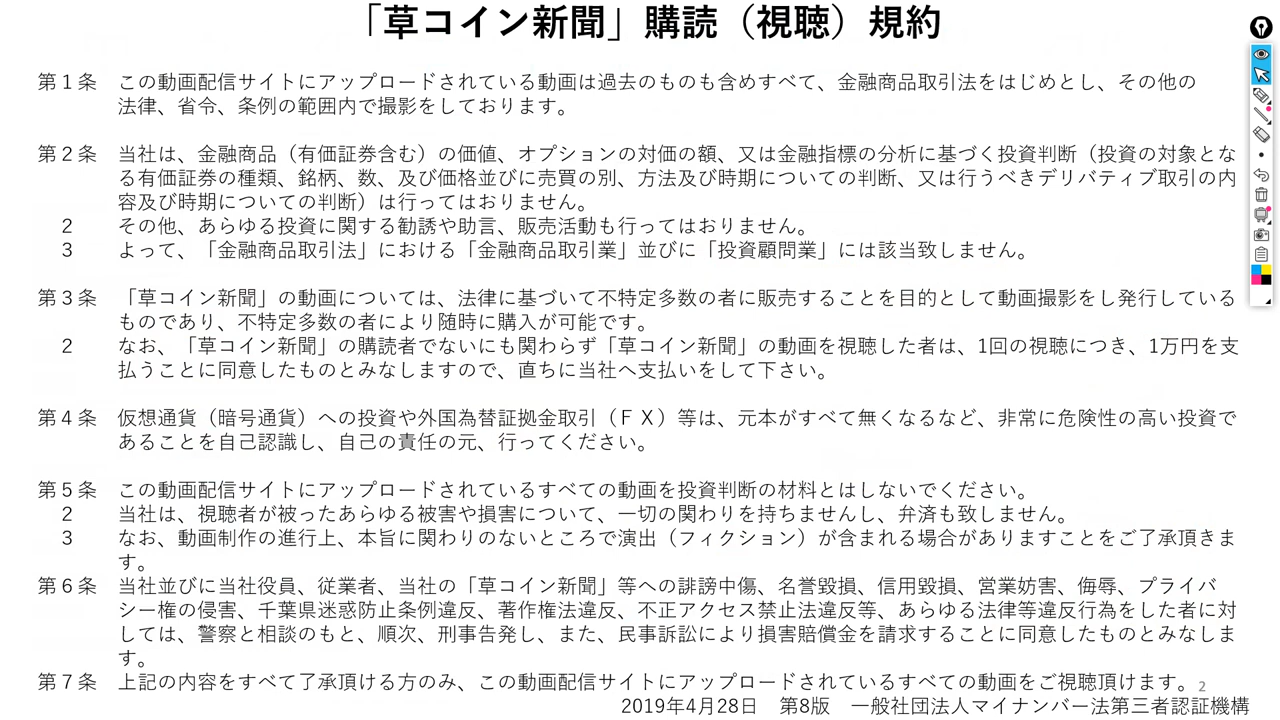 「草コイン新聞」購読（視聴）規約
第１条　この動画配信サイトにアップロードされている動画は過去のものも含めすべて、金融商品取引法をはじめとし、その他の
法律、省令、条例の範囲内で撮影をしております。
第２条　当社は、金融商品（有価証券含む）の価値、オプションの対価の額、又は金融指標の分析に基づく投資判断（投資の対象とな
る有価証券の種類、銘柄、数、及び価格並びに売買の別、方法及び時期についての判断、又は行うべきデリバティブ取引の内
容及び時期についての判断）は行ってはおりません。
２　その他、あらゆる投資に関する勧誘や助言、販売活動も行ってはおりません。
３　よって、「金融商品取引法」における「金融商品取引業」並びに「投資顧問業」には該当致しません。
第３条　「草コイン新聞」の動画については、法律に基づいて不特定多数の者に販売することを目的として動画撮影をし発行している
ものであり、不特定多数の者により随時に購入が可能です。
２　なお、「草コイン新聞」の購読者でないにも関わらず「草コイン新聞」の動画を視聴した者は、1回の視聴につき、1万円を支
払うことに同意したものとみなしますので、直ちに当社へ支払いをして下さい。
第４条　仮想通貨（暗号通貨）への投資や外国為替証拠金取引（ＦＸ）等は、元本がすべて無くなるなど、非常に危険性の高い投資で
あることを自己認識し、自己の責任の元、行ってください。
第５条　この動画配信サイトにアップロードされているすべての動画を投資判断の材料とはしないでください。
２　当社は、視聴者が被ったあらゆる被害や損害について、一切の関わりを持ちませんし、弁済も致しません。
３　なお、動画制作の進行上、本旨に関わりのないところで演出（フィクション）が含まれる場合がありますことをご了承頂きま
す。
第６条　当社並びに当社役員、従業者、当社の「草コイン新聞」等への誹謗中傷、名誉毀損、信用毀損、営業妨害、侮辱、プライバ
シー権の侵害、千葉県迷惑防止条例違反、著作権法違反、不正アクセス禁止法違反等、あらゆる法律等違反行為をした者に対
しては、警察と相談のもと、順次、刑事告発し、また、民事訴訟により損害賠償金を請求することに同意したものとみなしま
す。
第７条　上記の内容をすべて了承頂ける方のみ、この動画配信サイトにアップロードされているすべての動画をご視聴頂けます。
2
2019年4月28日　第8版　一般社団法人マイナンバー法第三者認証機構